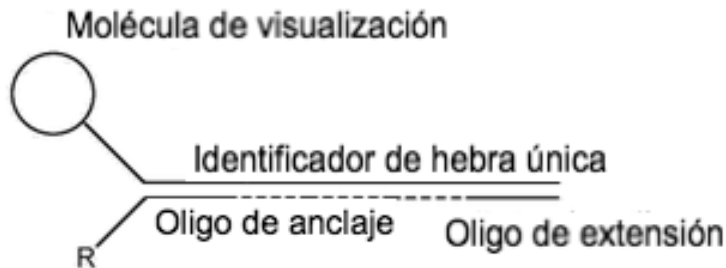 Molécula de visualización
Identificador de hebra única
Oligo de anclaje
Oligo de extensión
R